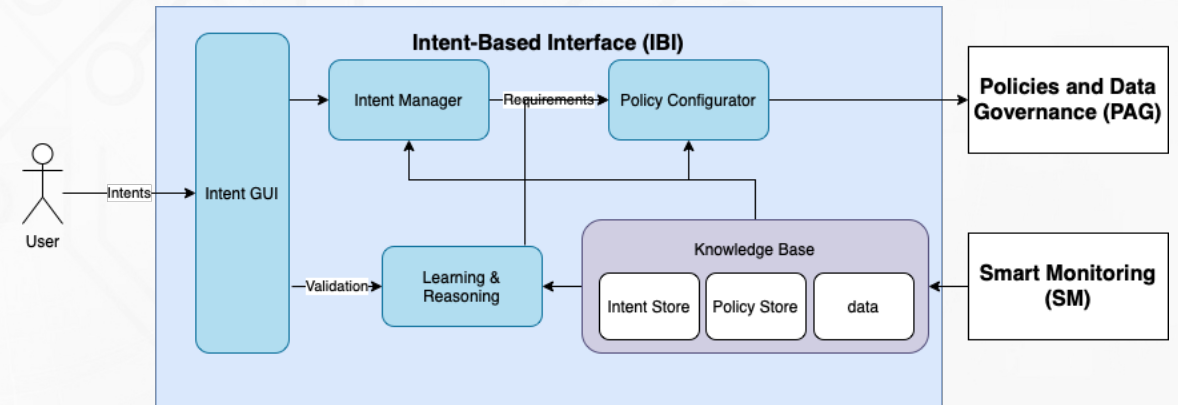 Intent-Based Interface (IBI)
Intent Manager
Requirements
Policy Configurator
Policies and Data
Governance (PAG)
Intents
Intent GUI
User
Validation
Learning &
Reasoning
Knowledge Base
Intent Store
Policy Store
data
Smart Monitoring
(SM)